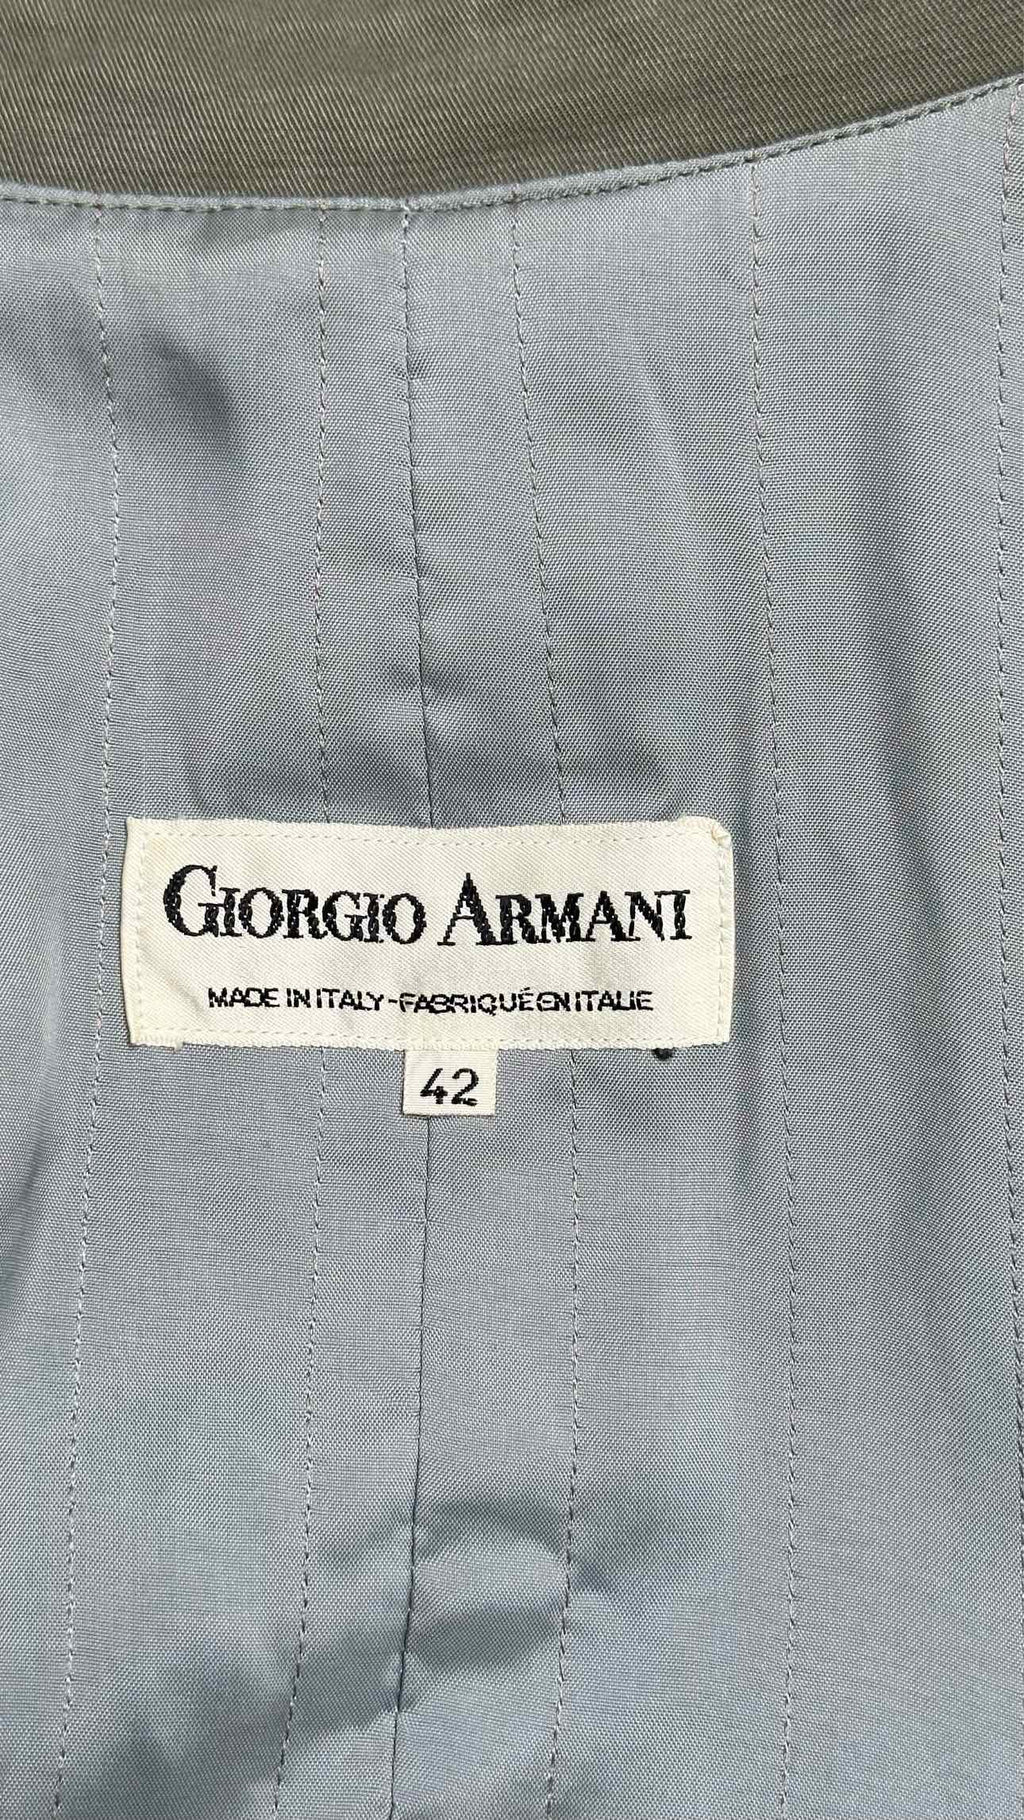 GIORGIO ARMANI
MADE IN ITALY-FABRIQUÉ EN ITALIE
42